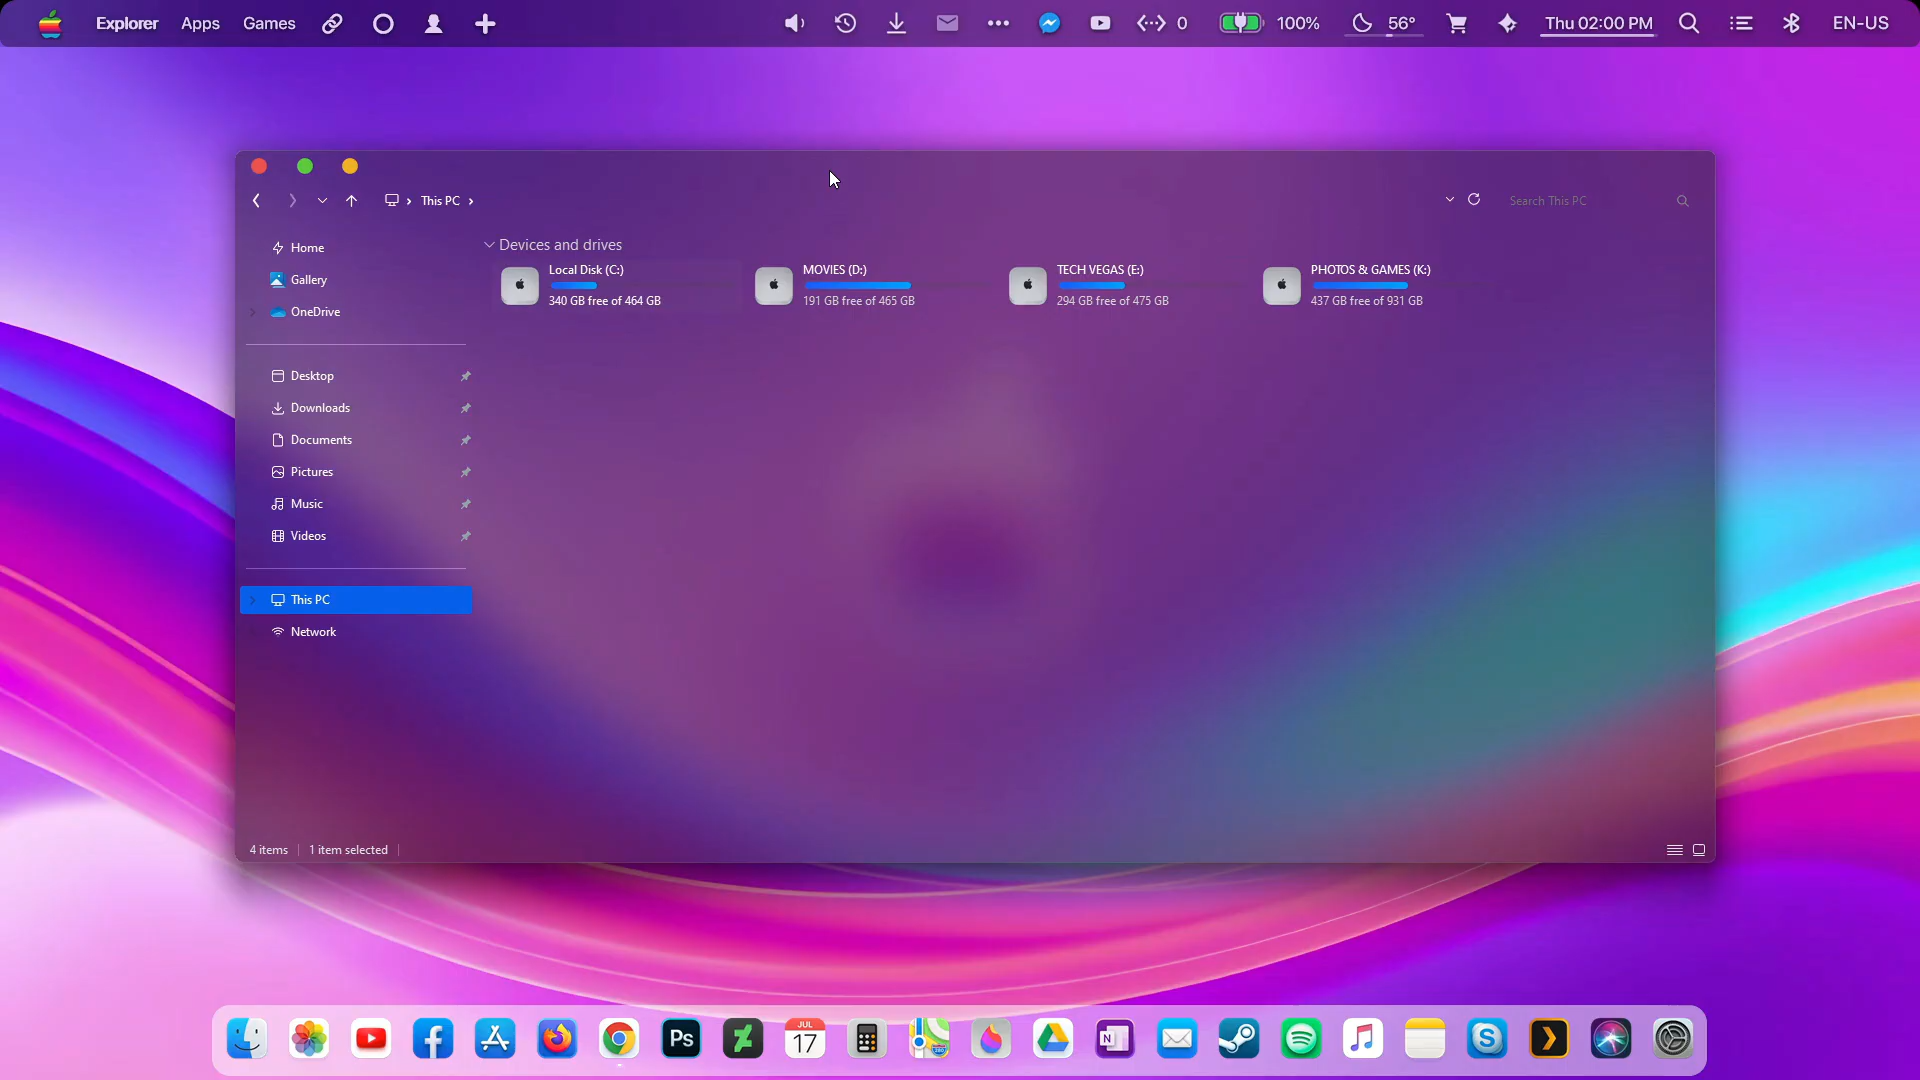 Explorer Apps Games 0 100% 56° Thu 02:00 PM EN-US
This PC
Search This PC
Home
Gallery
OneDrive
Desktop
Downloads
Documents
Pictures
Music
Videos
This PC
Network
Devices and drives
Local Disk (C:)
340 GB free of 464 GB
MOVIES (D:)
191 GB free of 465 GB
TECH VEGAS (E:)
294 GB free of 475 GB
PHOTOS & GAMES (K:)
437 GB free of 931 GB
4 items 1 item selected
Ps
JUL
17
N